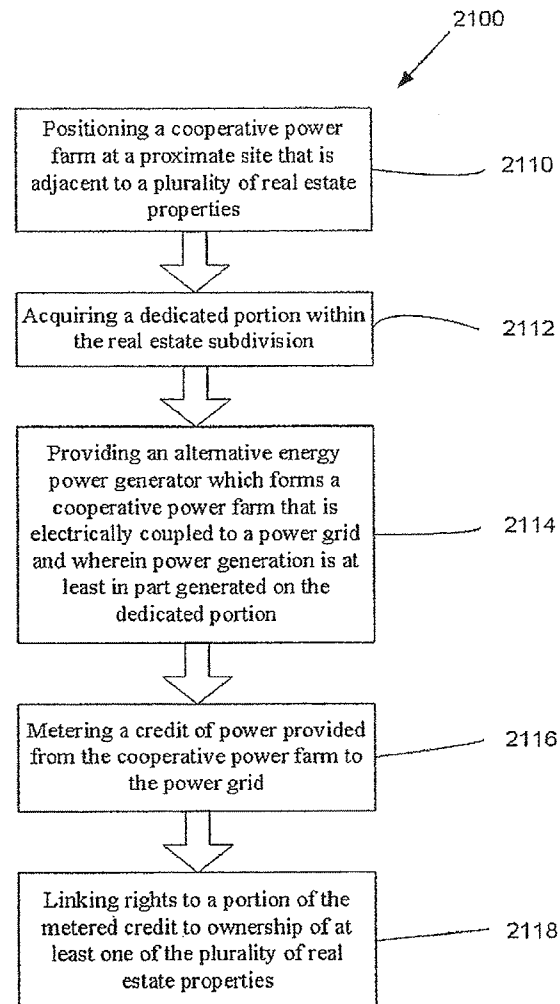 2100
Positioning a cooperative power
farm at a proximate site that is
adjacent to a plurality of real estate
properties
2110
Acquiring a dedicated portion within
the real estate subdivision
2112
Providing an alternative energy
power generator which forms a
cooperative power farm that is
electrically coupled to a power grid
and wherein power generation is at
least in part generated on the
dedicated portion
2114
Metering a credit of power provided
from the cooperative power farm to
the power grid
2116
Linking rights to a portion of the
metered credit to ownership of at
least one of the plurality of real
estate properties
2118